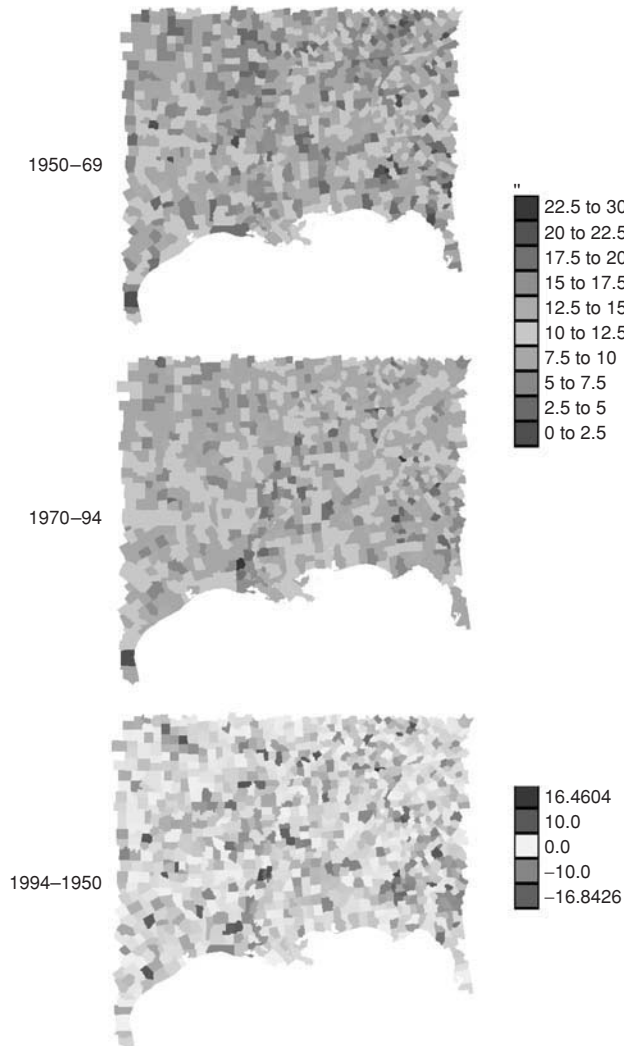 1950–69
"
22.5 to 30
20 to 22.5
17.5 to 20
15 to 17.5
12.5 to 15
10 to 12.5
7.5 to 10
5 to 7.5
2.5 to 5
0 to 2.5
1970–94
1994–1950
16.4604
10.0
0.0
–10.0
–16.8426